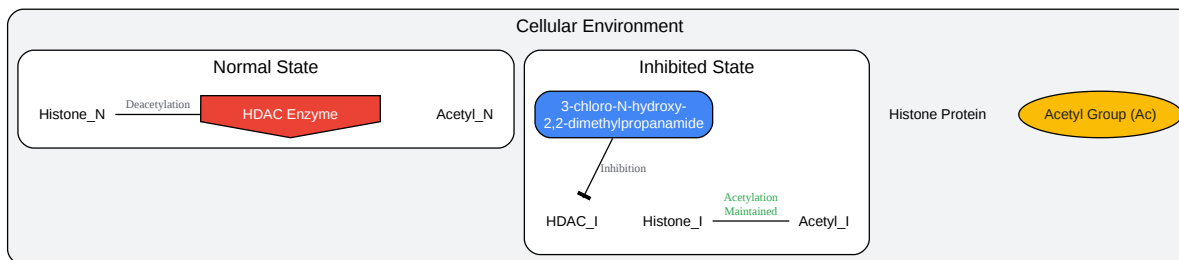 Cellular Environment
Normal State
Histone_N
Deacetylation
HDAC Enzyme
Acetyl_N
Inhibited State
3-chloro-N-hydroxy-
2,2-dimethylpropanamide
Inhibition
HDAC_I
Histone_I
Acetylation
Maintained
Acetyl_I
Histone Protein
Acetyl Group (Ac)